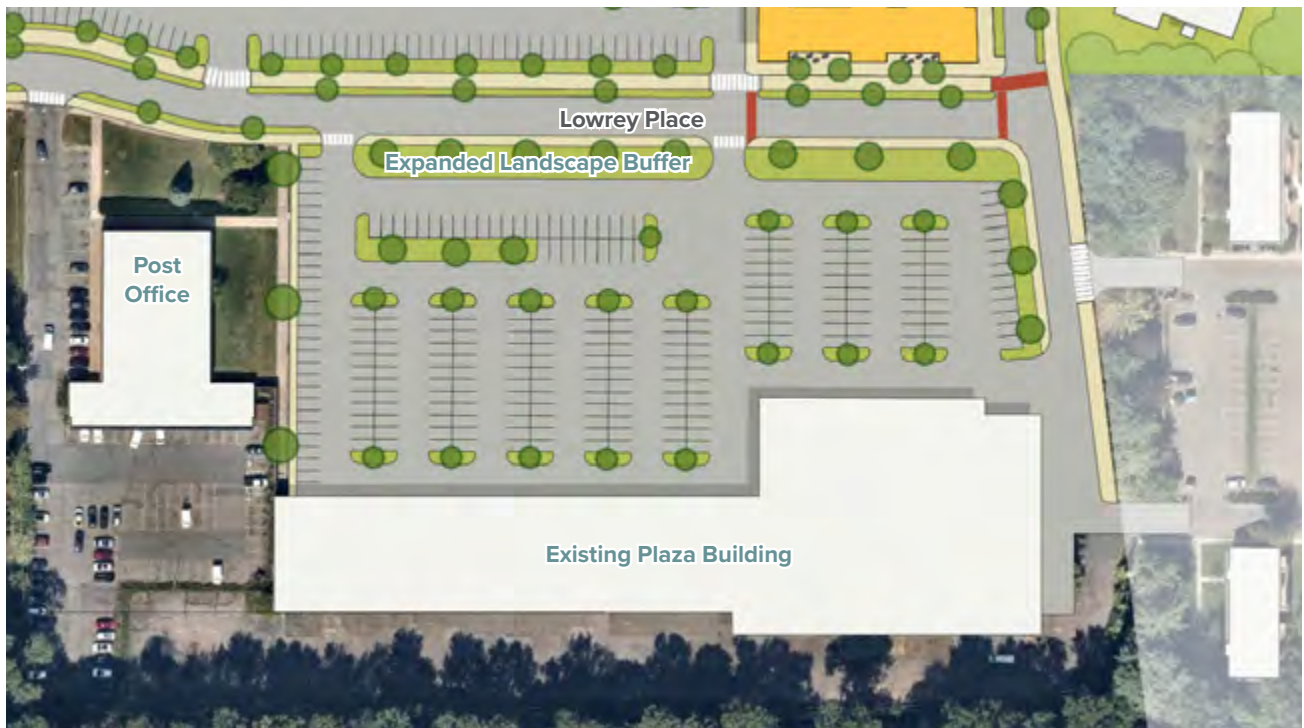 Lowrey Place
Expanded Landscape Buffer
Post
Office
Existing Plaza Building